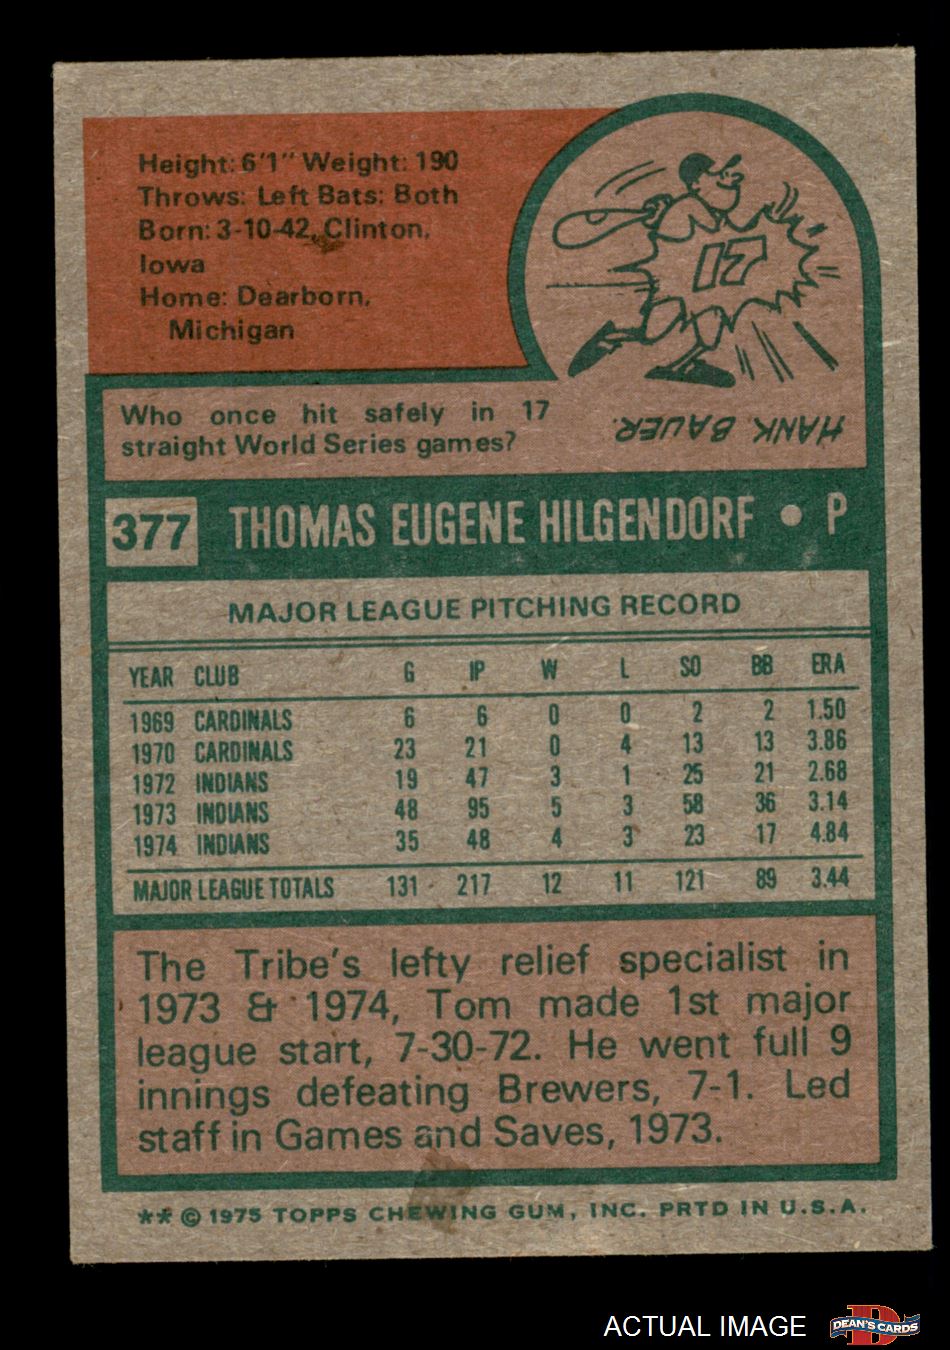 Height: 6'1" Weight: 190
Throws: Left Bats: Both
Born: 3-10-42, Clinton,
Iowa
Home: Dearborn,
Michigan
17
Who once hit safely in 17
straight World Series games?
HANK BAUER.
377 THOMAS EUGENE HILGENDORF • P
MAJOR LEAGUE PITCHING RECORD
YEAR CLUB G IP W L SO BB ERA
1969 CARDINALS 6 6 0 0 2 2 1.50
1970 CARDINALS 23 21 0 4 13 13 3.86
1972 INDIANS 19 47 3 1 25 21 2.68
1973 INDIANS 48 95 5 3 58 36 3.14
1974 INDIANS 35 48 4 3 23 17 4.84
MAJOR LEAGUE TOTALS 131 217 12 11 121 89 3.44
The Tribe's lefty relief specialist in
1973 & 1974, Tom made 1st major
league start, 7-30-72. He went full 9
innings defeating Brewers, 7-1. Led
staff in Games and Saves, 1973.
** © 1975 TOPPS CHEWING GUM, INC. PRTD IN U.S.A.
ACTUAL IMAGE
DEAN'S CARDS